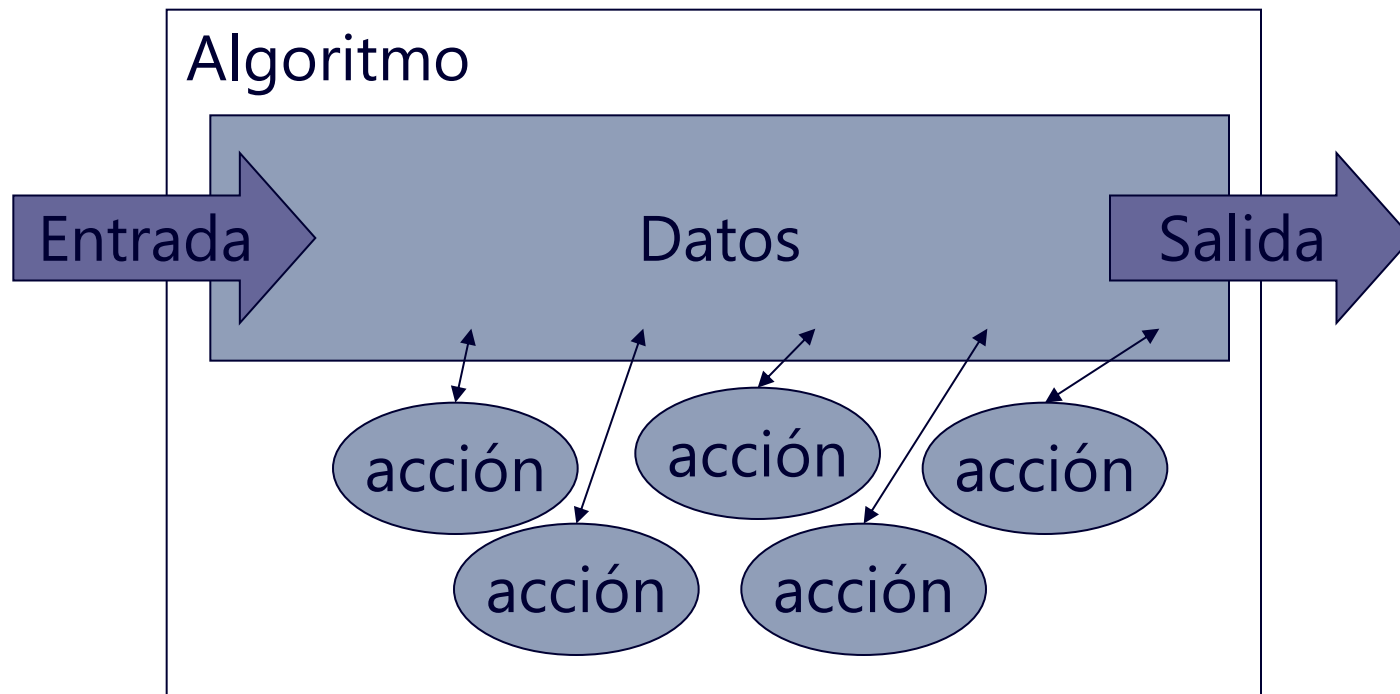 Algoritmo
Entrada
Datos
Salida
acción
acción
acción
acción
acción